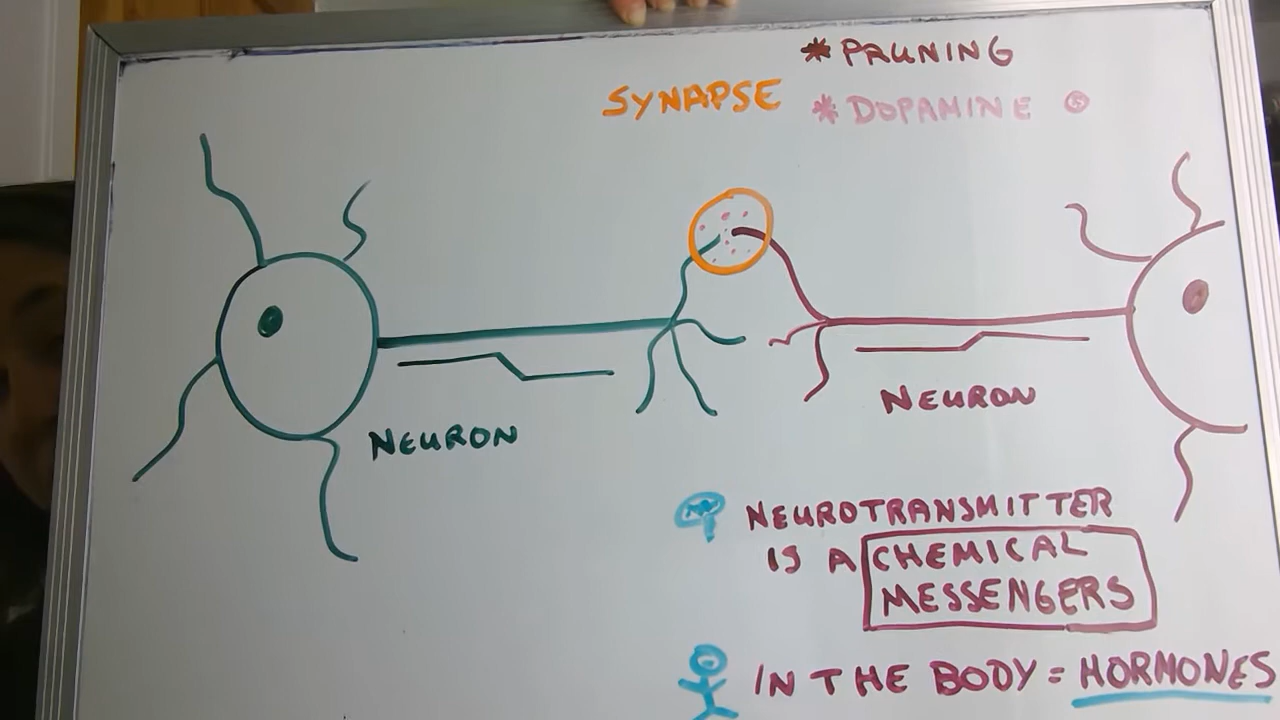 * PRUNING
SYNAPSE
* DOPAMINE
NEURON
NEURON
NEUROTRANSMITTER
IS A CHEMICAL
MESSENGERS
IN THE BODY = HORMONES